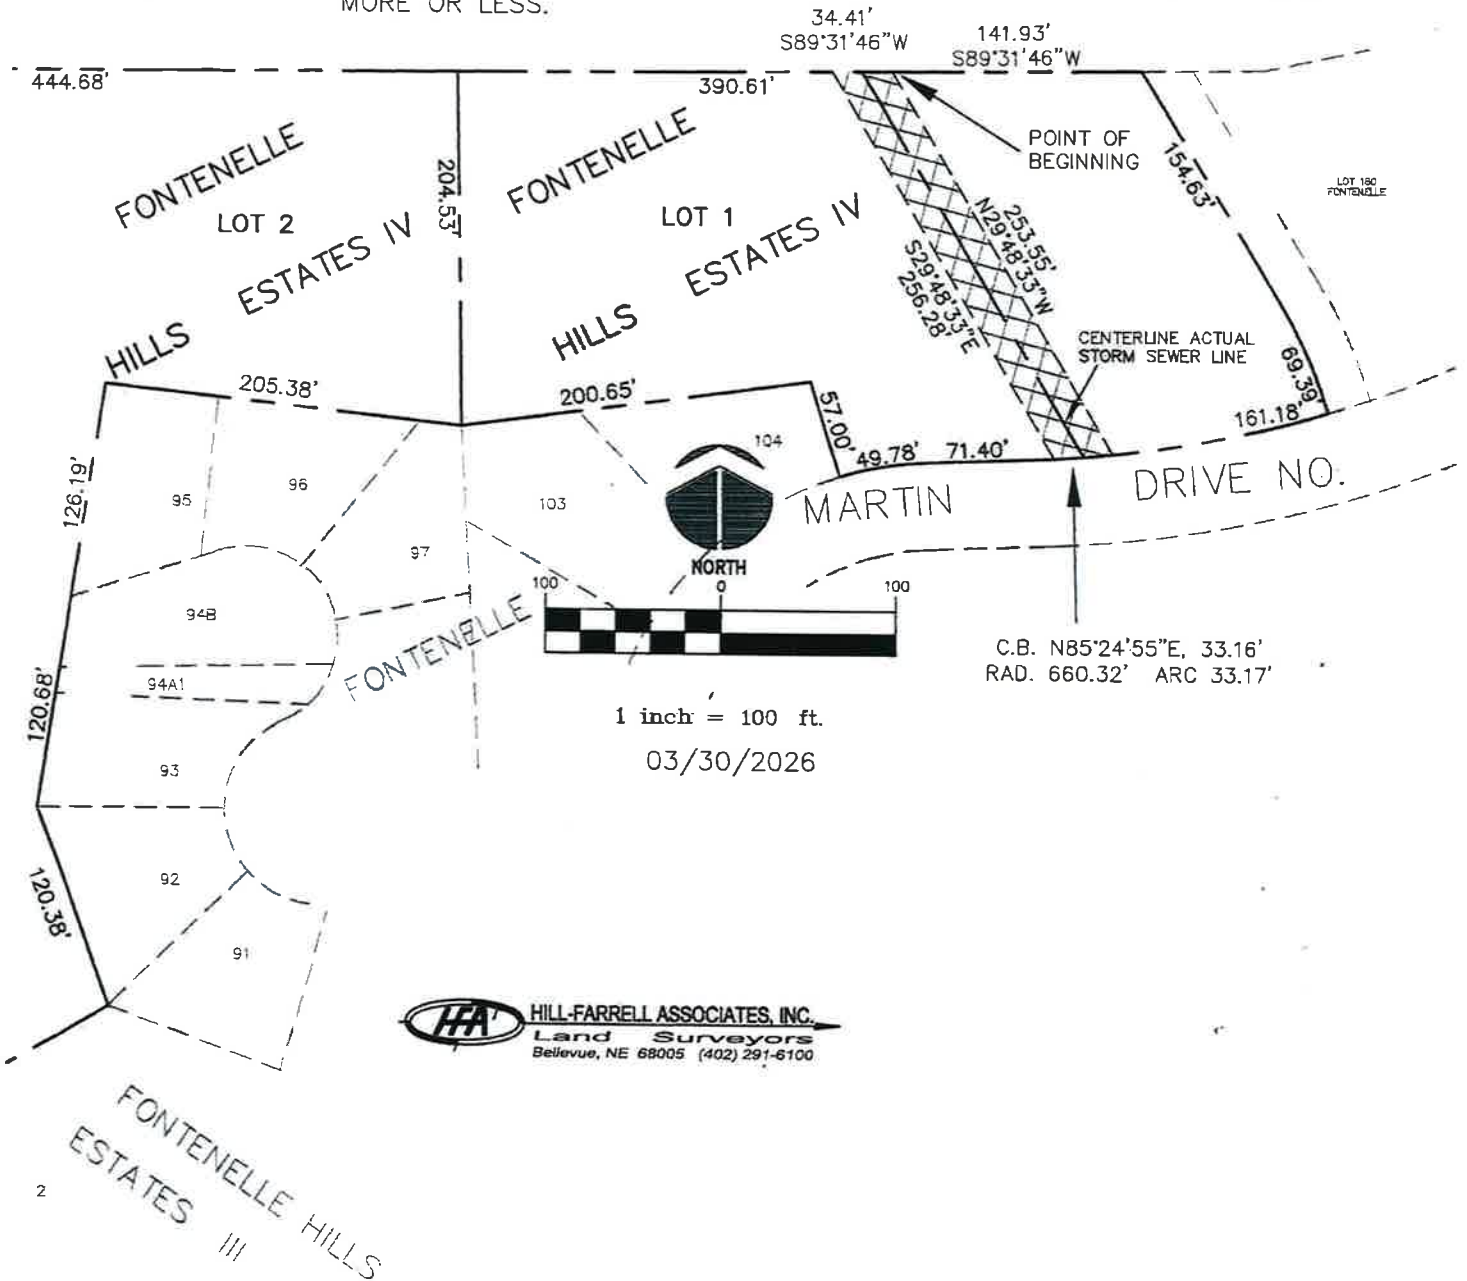 MORE OR LESS.
34.41'
S89°31'46"W
141.93'
S89°31'46"W
444.68'
390.61'
POINT OF
BEGINNING
FONTENELLE
LOT 2
ESTATES IV
HILLS
204.53'
FONTENELLE
LOT 1
ESTATES IV
HILLS
154.63'
LOT 180
FONTENELLE
253.55'
N29°48'33"W
S29°48'33"E
256.28'
CENTERLINE ACTUAL
STORM SEWER LINE
69.39'
161.18'
205.38'
200.65'
57.00'
49.78'
71.40'
104
MARTIN DRIVE NO.
126.19'
95
96
97
103
NORTH
100 0 100
94B
FONTENELLE
94A1
120.68'
C.B. N85°24'55"E, 33.16'
RAD. 660.32' ARC 33.17'
1 inch = 100 ft.
03/30/2026
93
92
120.38'
91
HFA
HILL-FARRELL ASSOCIATES, INC.
Land Surveyors
Bellevue, NE 68005 (402) 291-6100
FONTENELLE HILLS
ESTATES III
2